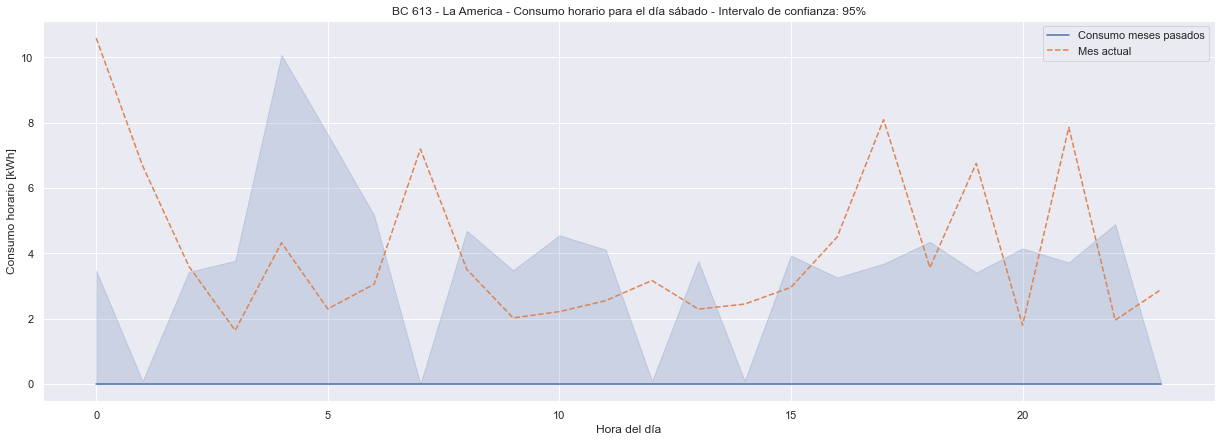 BC 613 - La America - Consumo horario para el día sábado - Intervalo de confianza: 95%
Consumo meses pasados
Mes actual
Consumo horario [kWh]
10
8
6
4
2
0
0 5 10 15 20
Hora del día